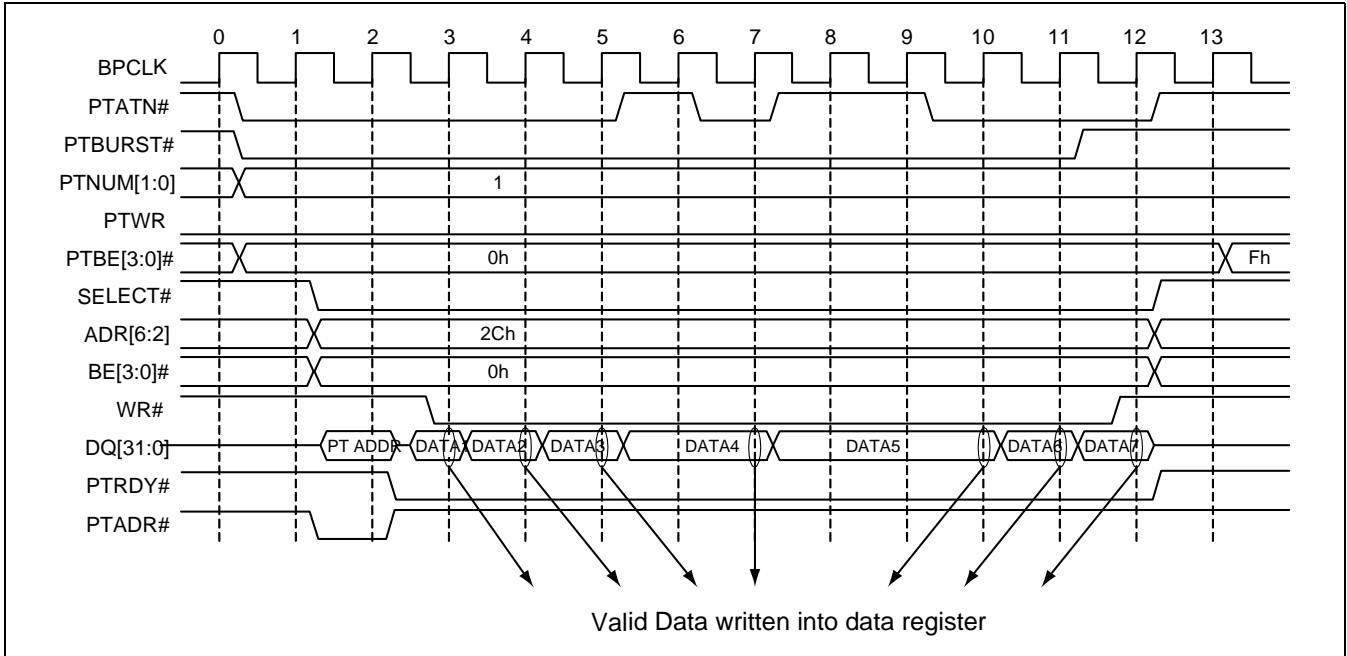 0 1 2 3 4 5 6 7 8 9 10 11 12 13
BPCLK
PTATN#
PTBURST#
PTNUM[1:0] 1
PTWR
PTBE[3:0]# 0h Fh
SELECT#
ADR[6:2] 2Ch
BE[3:0]# 0h
WR#
DQ[31:0] PT ADDR DATA1 DATA2 DATA3 DATA4 DATA5 DATA6 DATA7
PTRDY#
PTADR#
Valid Data written into data register